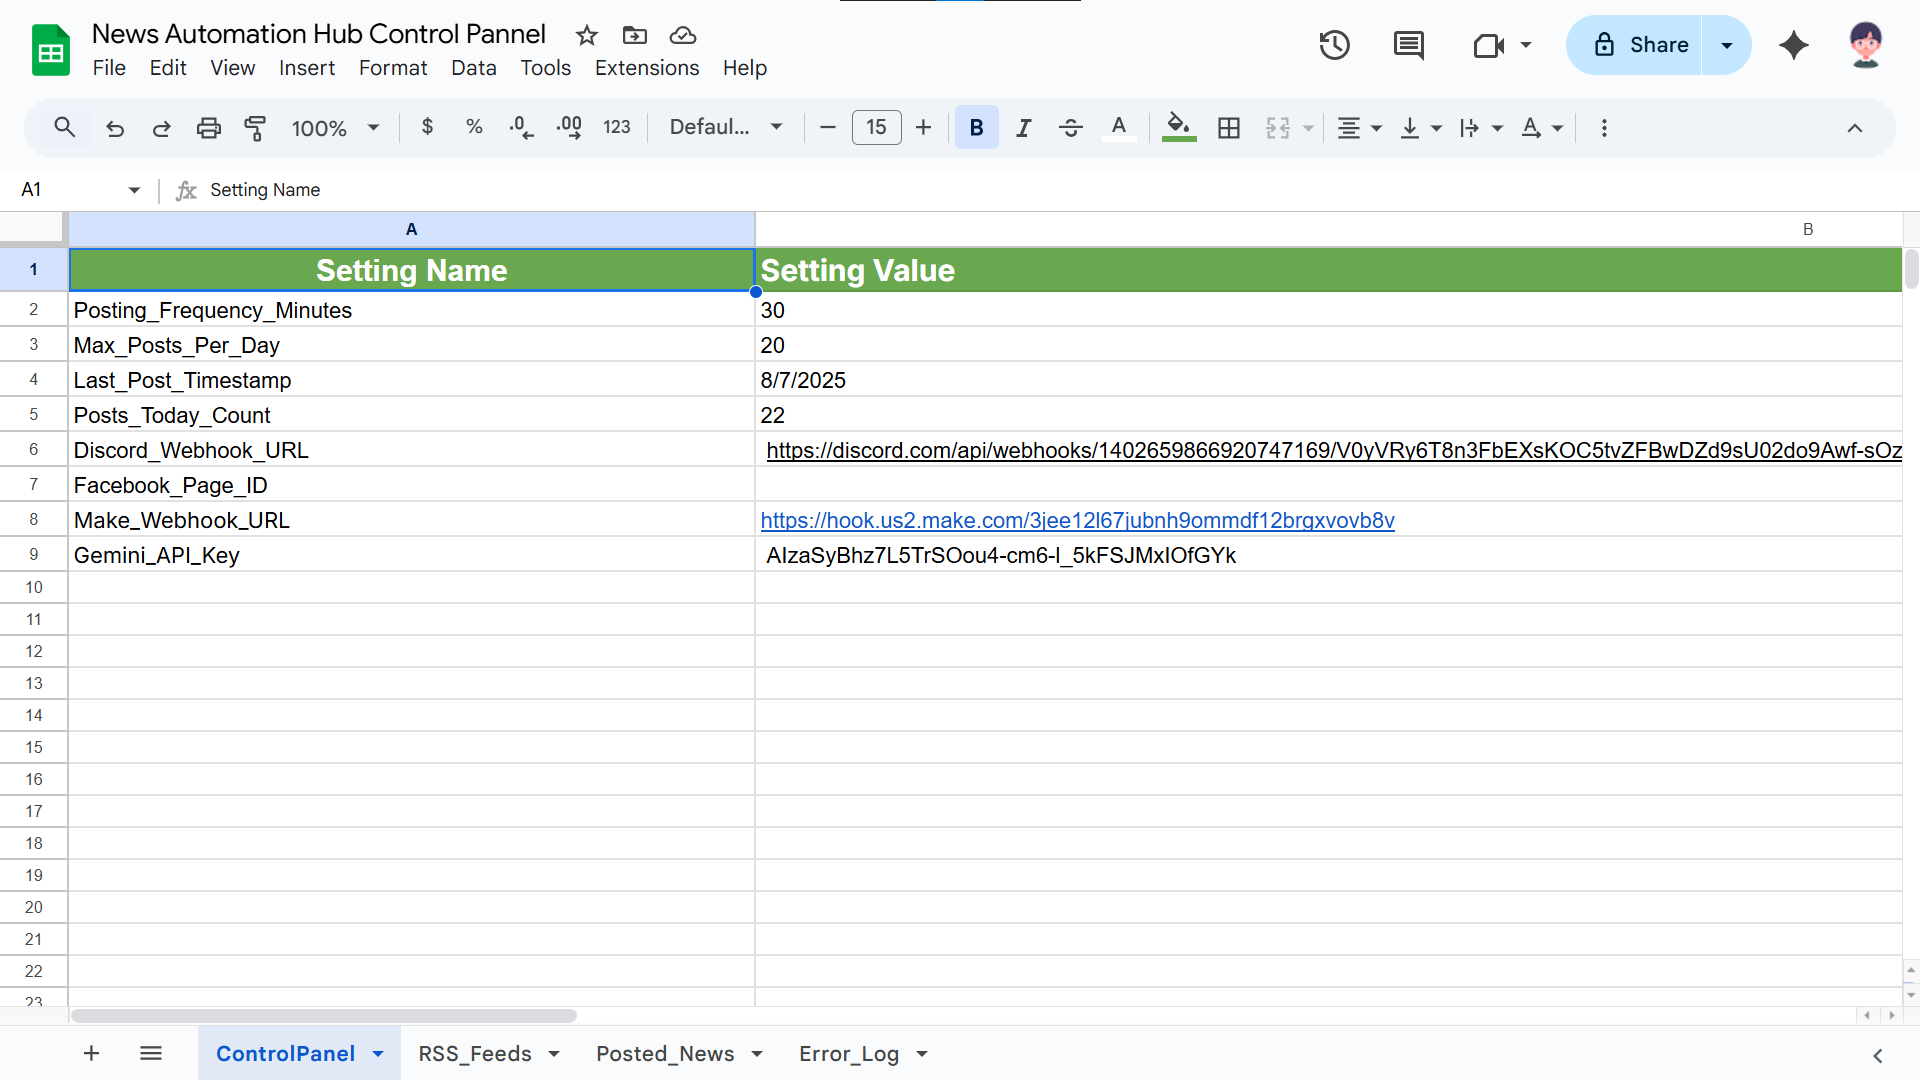 News Automation Hub Control Pannel
File Edit View Insert Format Data Tools Extensions Help
Share
100% $ % .0 .00 123 Defaul... 15 B I A A
A1 fx Setting Name
A B
1 Setting Name Setting Value
2 Posting_Frequency_Minutes 30
3 Max_Posts_Per_Day 20
4 Last_Post_Timestamp 8/7/2025
5 Posts_Today_Count 22
6 Discord_Webhook_URL https://discord.com/api/webhooks/1402659866920747169/V0yVRy6T8n3FbEXsKOC5tvZFBwDZd9sU02do9Awf-sOz
7 Facebook_Page_ID
8 Make_Webhook_URL https://hook.us2.make.com/3jee12l67jubnh9ommdf12brgxvovb8v
9 Gemini_API_Key AIzaSyBhz7L5TrSOou4-cm6-l_5kFSJMxIOfGYk
10
11
12
13
14
15
16
17
18
19
20
21
22
23
ControlPanel RSS_Feeds Posted_News Error_Log